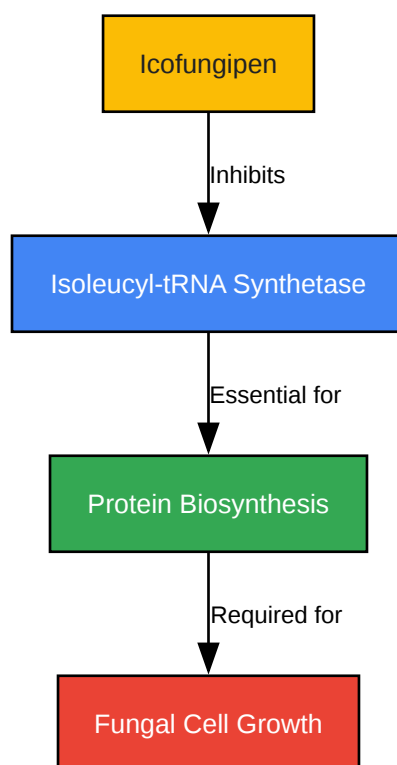 Icofungipen
Inhibits
Isoleucyl-tRNA Synthetase
Essential for
Protein Biosynthesis
Required for
Fungal Cell Growth